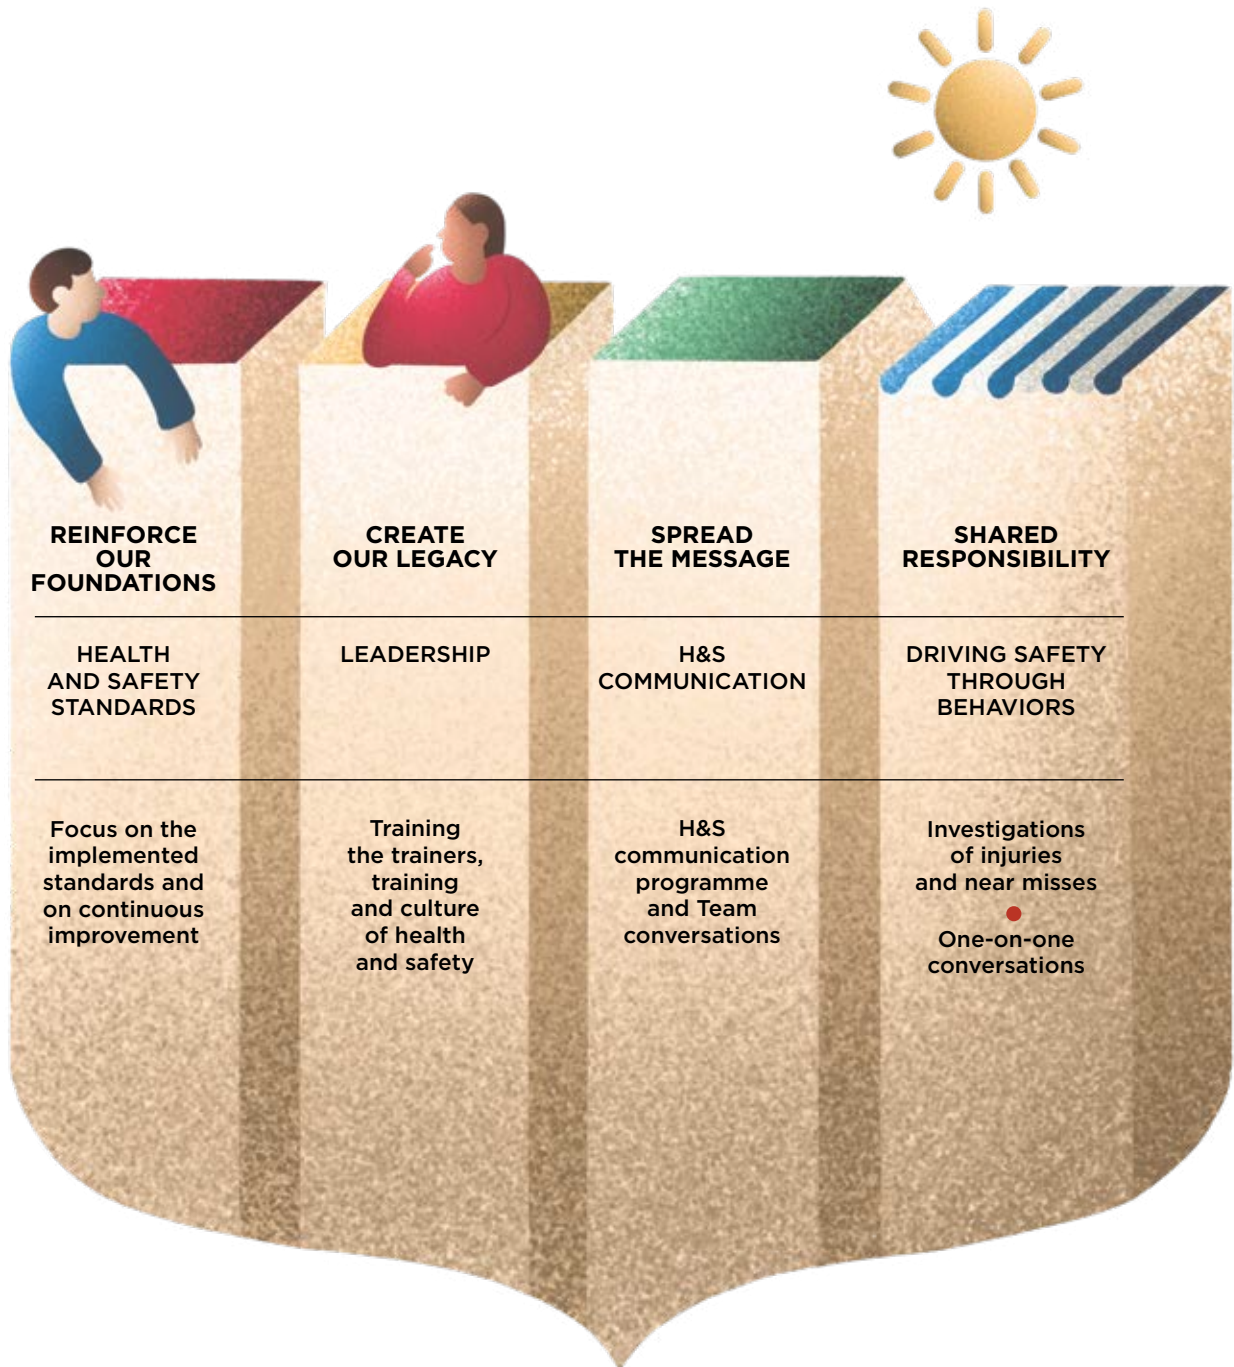 REINFORCE
OUR
FOUNDATIONS
CREATE
OUR LEGACY
SPREAD
THE MESSAGE
SHARED
RESPONSIBILITY
HEALTH
AND SAFETY
STANDARDS
LEADERSHIP
H&S
COMMUNICATION
DRIVING SAFETY
THROUGH
BEHAVIORS
Focus on the
implemented
standards and
on continuous
improvement
Training
the trainers,
training
and culture
of health
and safety
H&S
communication
programme
and Team
conversations
Investigations
of injuries
and near misses
One-on-one
conversations